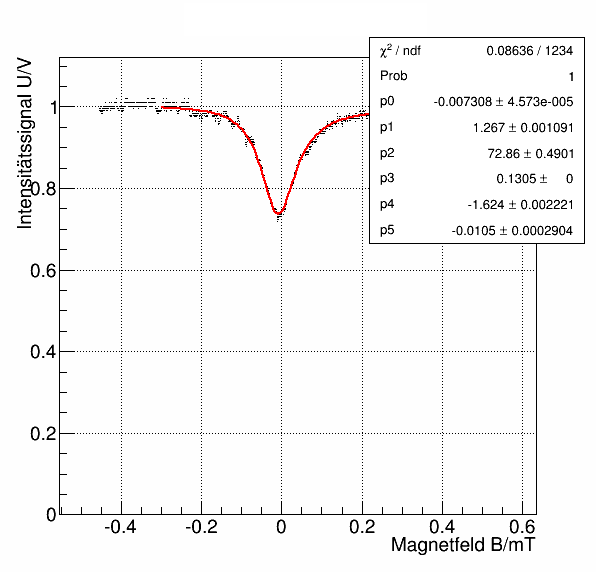 χ² / ndf 0.08636 / 1234
Prob 1
p0 -0.007308 ± 4.573e-005
p1 1.267 ± 0.001091
p2 72.86 ± 0.4901
p3 0.1305 ± 0
p4 -1.624 ± 0.002221
p5 -0.0105 ± 0.0002904
Intensitätssignal U/V
1
0.8
0.6
0.4
0.2
0
-0.4 -0.2 0 0.2 0.4 0.6
Magnetfeld B/mT